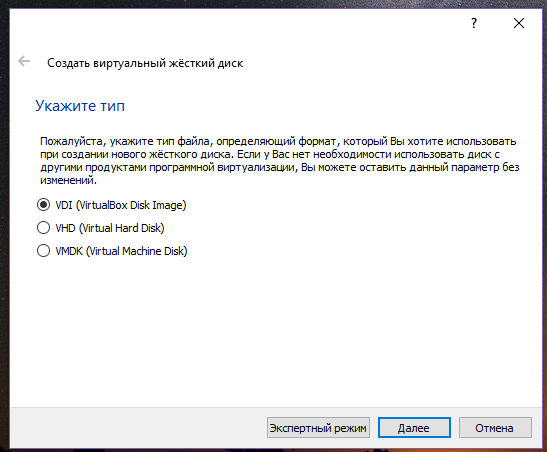 ?
Создать виртуальный жёсткий диск
Укажите тип
Пожалуйста, укажите тип файла, определяющий формат, который Вы хотите использовать
при создании нового жёсткого диска. Если у Вас нет необходимости использовать диск с
другими продуктами программной виртуализации, Вы можете оставить данный параметр без
изменений.
VDI (VirtualBox Disk Image)
VHD (Virtual Hard Disk)
VMDK (Virtual Machine Disk)
Экспертный режим
Далее
Отмена